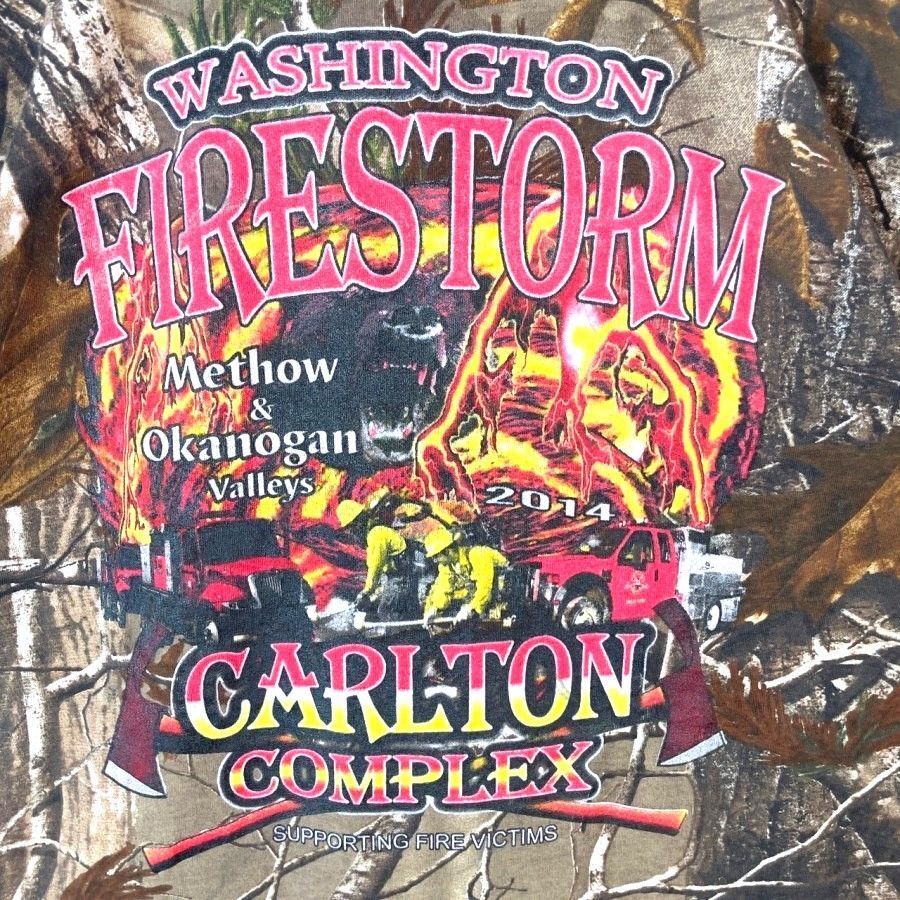 WASHINGTON
FIRESTORM
Methow
&
Okanogan
Valleys
2014
CARLTON
COMPLEX
SUPPORTING FIRE VICTIMS